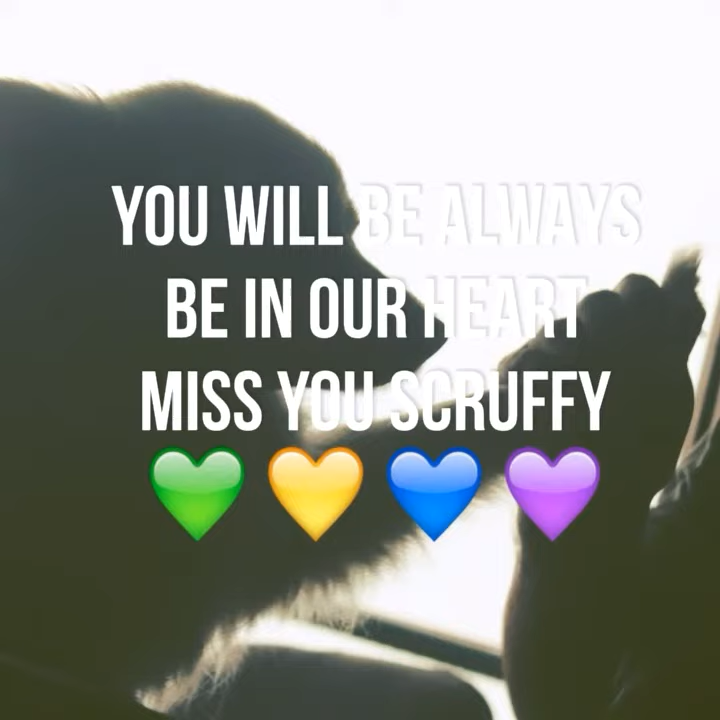 YOU WILL BE ALWAYS
BE IN OUR HEART
MISS YOU SCRUFFY
💚 💛 💙 💜